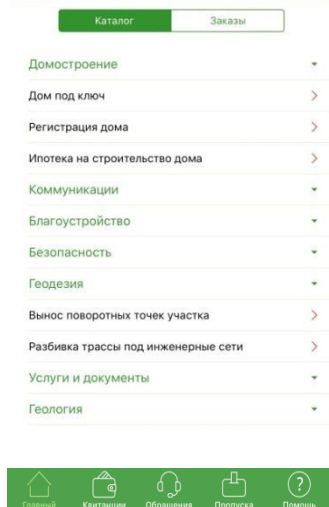 Каталог Заказы
Домостроение
Дом под ключ
Регистрация дома
Ипотека на строительство дома
Коммуникации
Благоустройство
Безопасность
Геодезия
Вынос поворотных точек участка
Разбивка трассы под инженерные сети
Услуги и документы
Геология
Главный Квитанции Обращения Пропуска Помощь